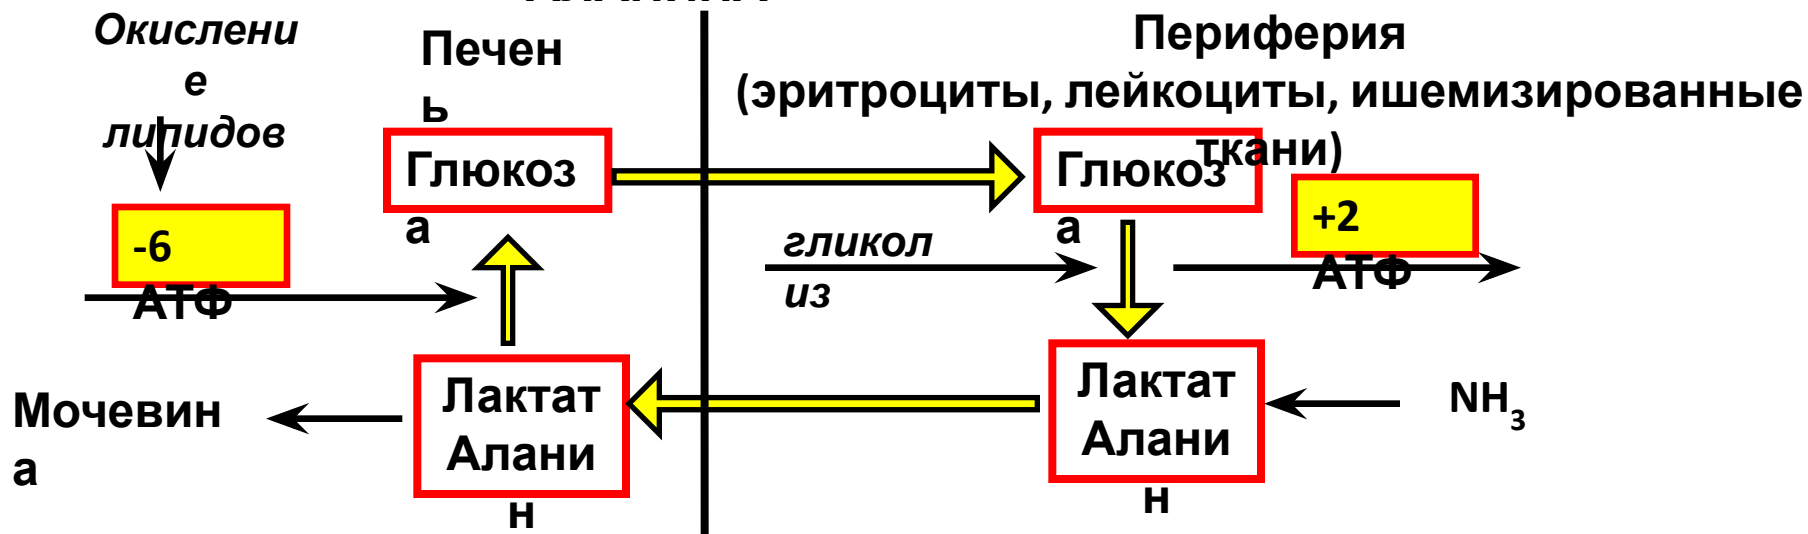 Окислени
е
липидов
Печен
ь
Периферия
(эритроциты, лейкоциты, ишемизированные
ткани)
Глюкоз
а
Глюкоз
а
-6
АТФ
+2
АТФ
гликол
из
Мочевин
а
Лактат
Алани
н
Лактат
Алани
н
NH₃